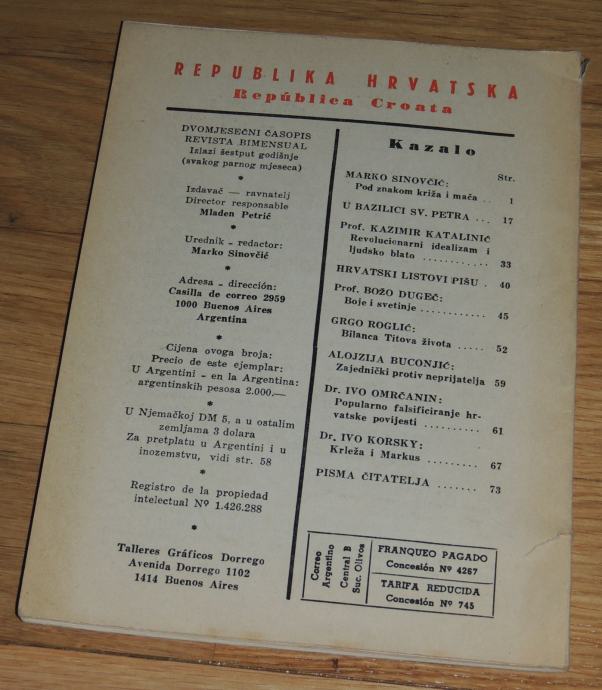 REPUBLIKA HRVATSKA
República Croata
DVOMJESEČNI ČASOPIS
REVISTA BIMENSUAL
Izlazi šestput godišnje
(svakog parnog mjeseca)
*
Izdavač — ravnatelj
Director responsable
Mladen Petrić
*
Urednik - redactor:
Marko Sinovčić
*
Adresa - dirección:
Casilla de correo 2959
1000 Buenos Aires
Argentina
*
Cijena ovoga broja:
Precio de este ejemplar:
U Argentini - en la Argentina:
argentinskih pesosa 2.000.—
*
U Njemačkoj DM 5, a u ostalim
zemljama 3 dolara
Za pretplatu u Argentini i u
inozemstvu, vidi str. 58
*
Registro de la propiedad
intelectual Nº 1.426.288
*
Talleres Gráficos Dorrego
Avenida Dorrego 1102
1414 Buenos Aires
Kazalo
Str.
MARKO SINOVČIĆ:
Pod znakom križa i mača .. 1
U BAZILICI SV. PETRA ... 17
Prof. KAZIMIR KATALINIĆ
Revolucionarni idealizam i
ljudsko blato ............ 33
HRVATSKI LISTOVI PIŠU . 40
Prof. BOŽO DUGEČ:
Boje i svetinje ............ 45
GRGO ROGLIĆ:
Bilanca Titova života ..... 52
ALOJZIJA BUCONJIĆ:
Zajednički protiv neprijatelja 59
Dr. IVO OMRČANIN:
Popularno falsificiranje hr-
vatske povijesti .......... 61
Dr. IVO KORSKY:
Krleža i Markus ......... 67
PISMA ČITATELJA ....... 73
Correo
Argentino
Central B
Suc. Olivos
FRANQUEO PAGADO
Concesión Nº 4267
TARIFA REDUCIDA
Concesión Nº 745